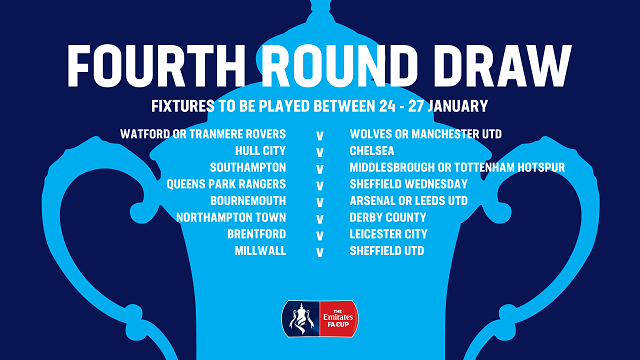 FOURTH ROUND DRAW
FIXTURES TO BE PLAYED BETWEEN 24 - 27 JANUARY
WATFORD OR TRANMERE ROVERS V WOLVES OR MANCHESTER UTD
HULL CITY V CHELSEA
SOUTHAMPTON V MIDDLESBROUGH OR TOTTENHAM HOTSPUR
QUEENS PARK RANGERS V SHEFFIELD WEDNESDAY
BOURNEMOUTH V ARSENAL OR LEEDS UTD
NORTHAMPTON TOWN V DERBY COUNTY
BRENTFORD V LEICESTER CITY
MILLWALL V SHEFFIELD UTD
THE
Emirates
FA CUP